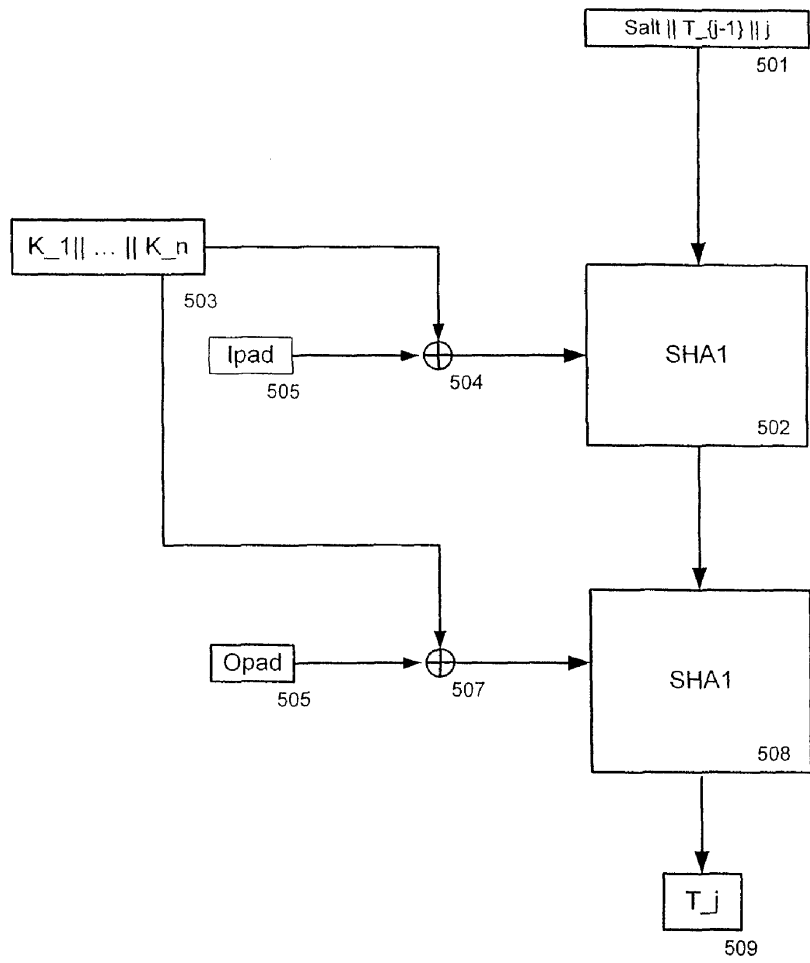 Salt || T_{j-1} || j
501
K_1|| ... || K_n
503
Ipad
505
504
SHA1
502
Opad
505
507
SHA1
508
T_j
509